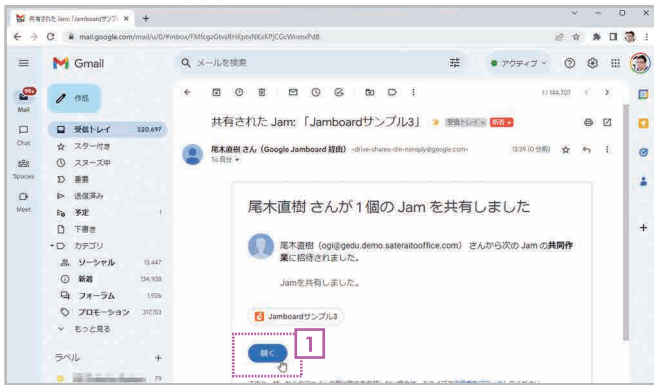 共有された Jam:「Jamboardサンプル
mail.google.com/mail/u/0/#inbox/
Gmail
メールを検索
アクティブ
99+
Mail
Chat
Spaces
Meet
作成
受信トレイ 320,697
スター付き
スヌーズ中
重要
送信済み
予定 1
下書き
カテゴリ
ソーシャル 13,447
新着 134,938
フォーラム 1,926
プロモーション 317,153
もっと見る
ラベル
79
1/144,707
共有された Jam: 「Jamboardサンプル3」
受信トレイ x 新着 x
尾木直樹 さん (Google Jamboard 経由) <drive-shares-dm-noreply@google.com>
13:39 (0 分前)
To 自分
尾木直樹 さんが 1 個の Jam を共有しました
尾木直樹 (ogi@gedu.demo.sateraitooffice.com) さんから次の Jam の共同作
業に招待されました。
Jamを共有しました。
Jamboardサンプル3
開く
1